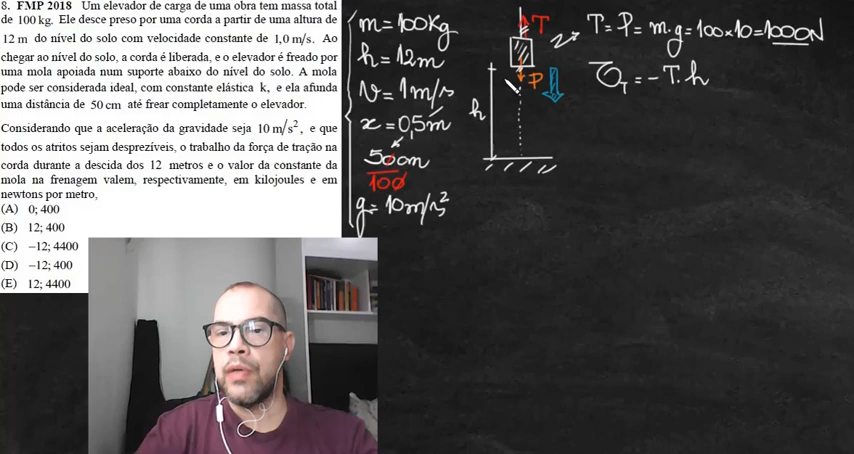 8. FMP 2018 Um elevador de carga de uma obra tem massa total
de 100 kg. Ele desce preso por uma corda a partir de uma altura de
12 m do nível do solo com velocidade constante de 1,0 m/s. Ao
chegar ao nível do solo, a corda é liberada, e o elevador é freado por
uma mola apoiada num suporte abaixo do nível do solo. A mola
pode ser considerada ideal, com constante elástica k, e ela afunda
uma distância de 50 cm até frear completamente o elevador.
Considerando que a aceleração da gravidade seja 10 m/s², e que
todos os atritos sejam desprezíveis, o trabalho da força de tração na
corda durante a descida dos 12 metros e o valor da constante da
mola na frenagem valem, respectivamente, em kilojoules e em
newtons por metro,
(A) 0; 400
(B) 12; 400
(C) −12; 4400
(D) −12; 400
(E) 12; 4400
m=100Kg
h=12m
v=1m/s
x=0,5m
50cm
100
g=10m/s²
T
P
h
T=P=m.g=100×10=1000N
τ_T=-T.h